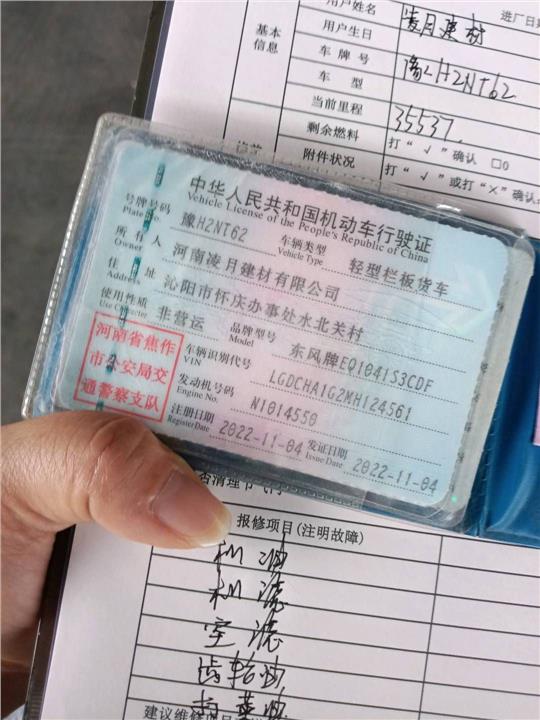 用户姓名 凌月建材 进厂日期
基本信息
用户生日
车牌号 豫H2NT62
车型
当前里程 35537.
剩余燃料 打"√"确认 □0
附件状况 打"√"或打"×"确认
中华人民共和国机动车行驶证
Vehicle License of the People's Republic of China
号牌号码 豫H2NT62 车辆类型 轻型栏板货车
Plate No. Vehicle Type
所有人 河南凌月建材有限公司
Owner
住址 沁阳市怀庆办事处水北关村
Address
使用性质 非营运 品牌型号 东风牌EQ1041S3CDF
Use Character Model
河南省焦作
市公安局交
通警察支队
车辆识别代号 LGDCHA1G2MH124561
VIN
发动机号码 N1014550
Engine No.
注册日期 2022-11-04 发证日期 2022-11-04
Register Date Issue Date
否清理节气门
报修项目(注明故障)
机油
机滤
空滤
齿轮油